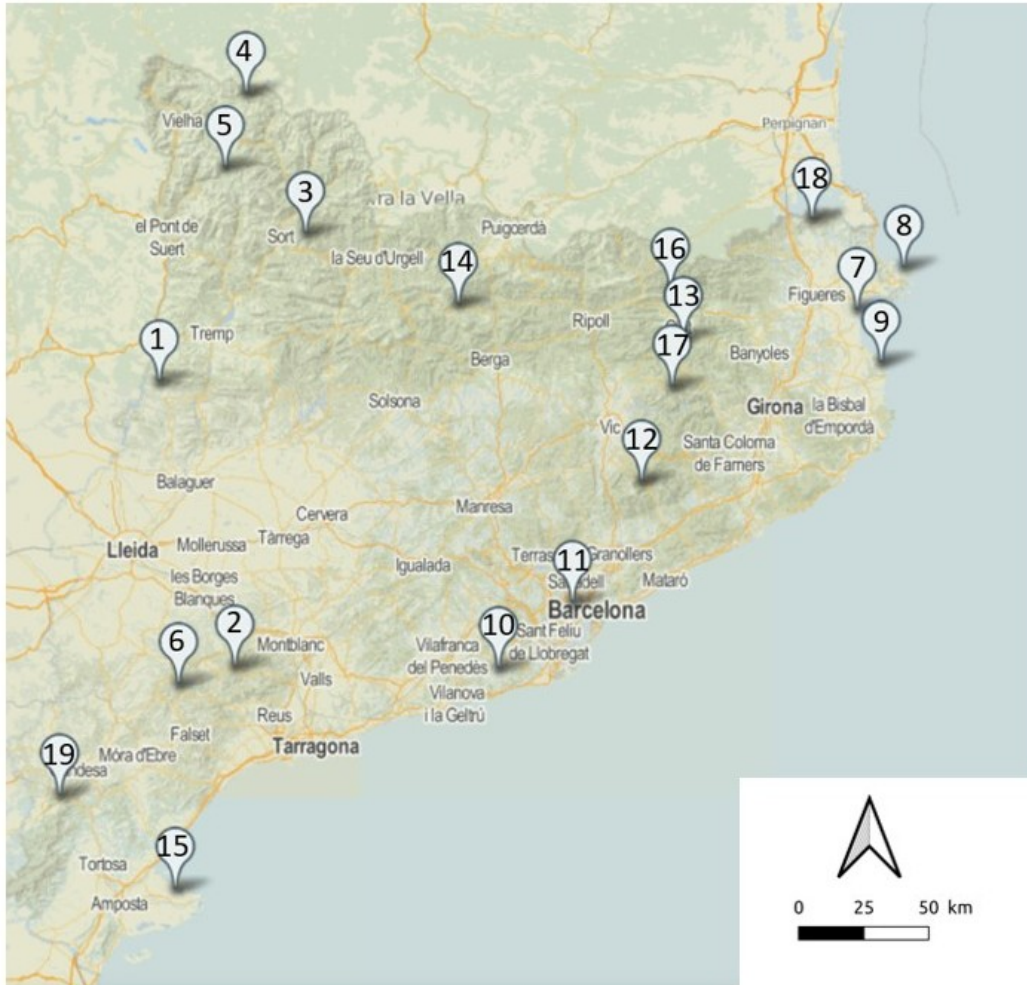 4
Vielha
5
Perpignan
3
18
rra la Vella
8
el Pont de
Suert
Sort
Puigcerdà
la Seu d'Urgell
14
16
7
13
Figueres
9
1
Tremp
Ripoll
17
Berga
Banyoles
Solsona
Girona
la Bisbal
d'Empordà
Vic
12
Santa Coloma
de Farners
Balaguer
Manresa
Cervera
Lleida
Mollerussa
Tàrrega
11
Granollers
Igualada
les Borges
Blanques
Mataró
Barcelona
2
6
10
Sant Feliu
de Llobregat
Montblanc
Vilafranca
del Penedès
Valls
Vilanova
i la Geltrú
Reus
Falset
Tarragona
19
Móra d'Ebre
15
Tortosa
Amposta
0 25 50 km